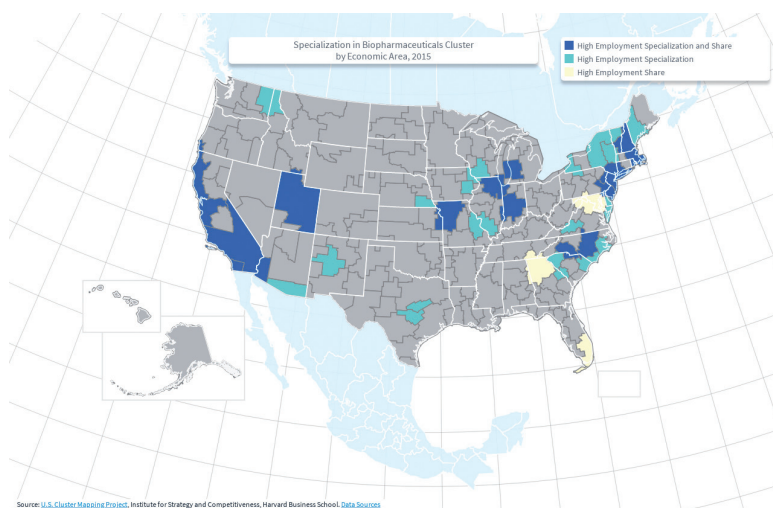 Specialization in Biopharmaceuticals Cluster
by Economic Area, 2015
High Employment Specialization and Share
High Employment Specialization
High Employment Share
Source: U.S. Cluster Mapping Project, Institute for Strategy and Competitiveness, Harvard Business School. Data Sources